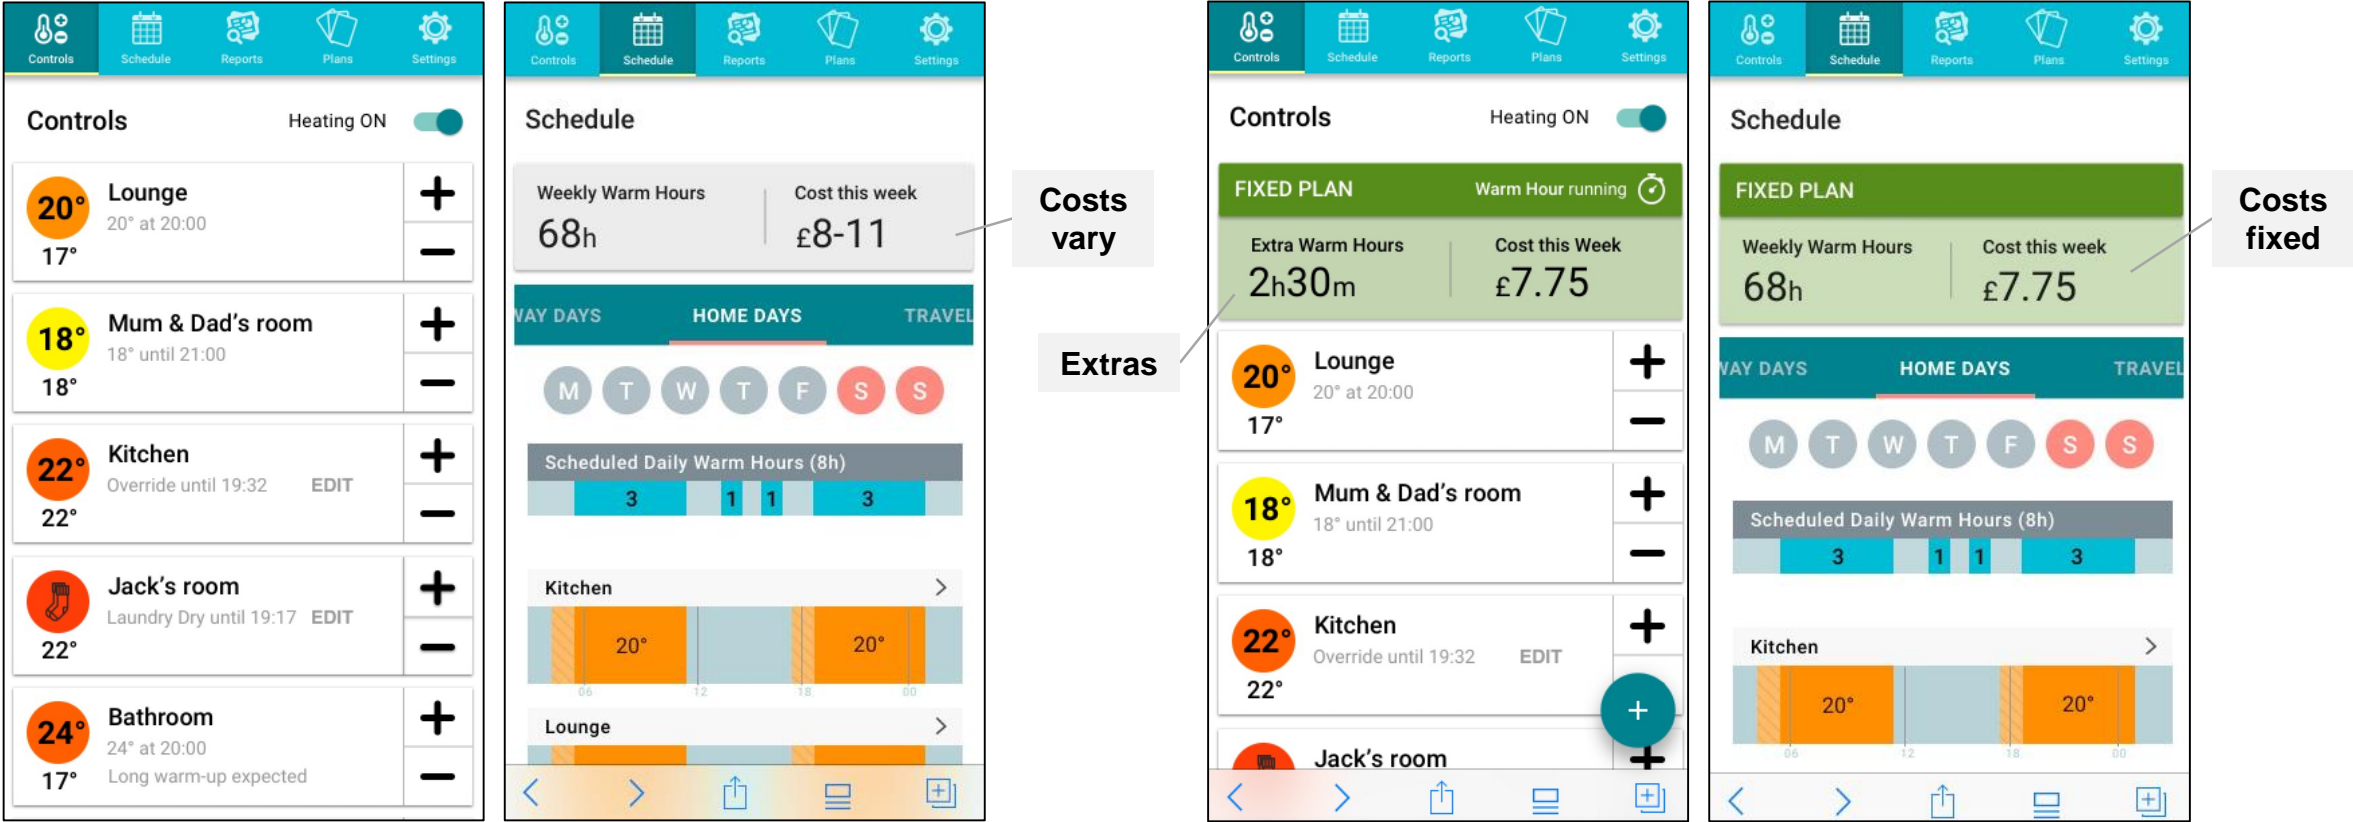 Controls
Schedule
Reports
Plans
Settings
Controls
Heating ON
20°
Lounge
20° at 20:00
17°
18°
Mum & Dad's room
18° until 21:00
18°
22°
Kitchen
Override until 19:32 EDIT
22°
Jack's room
Laundry Dry until 19:17 EDIT
22°
24°
Bathroom
24° at 20:00
17°
Long warm-up expected
Controls
Schedule
Reports
Plans
Settings
Schedule
Weekly Warm Hours
68h
Cost this week
£8-11
WAY DAYS
HOME DAYS
TRAVEL
M T W T F S S
Scheduled Daily Warm Hours (8h)
3 1 1 3
Kitchen
20° 20°
06 12 18 00
Lounge
Costs
vary
Extras
Controls
Schedule
Reports
Plans
Settings
Controls
Heating ON
FIXED PLAN
Warm Hour running
Extra Warm Hours
2h30m
Cost this Week
£7.75
20°
Lounge
20° at 20:00
17°
18°
Mum & Dad's room
18° until 21:00
18°
22°
Kitchen
Override until 19:32 EDIT
22°
Jack's room
Controls
Schedule
Reports
Plans
Settings
Schedule
FIXED PLAN
Weekly Warm Hours
68h
Cost this week
£7.75
WAY DAYS
HOME DAYS
TRAVEL
M T W T F S S
Scheduled Daily Warm Hours (8h)
3 1 1 3
Kitchen
20° 20°
06 12 18 00
Costs
fixed